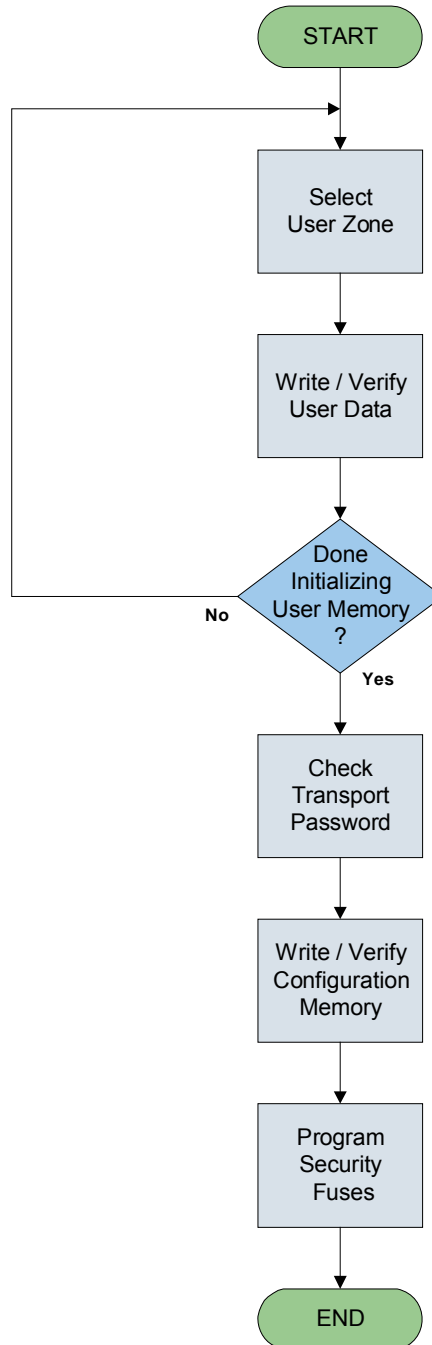 START
Select
User Zone
Write / Verify
User Data
Done
Initializing
User Memory
?
No
Yes
Check
Transport
Password
Write / Verify
Configuration
Memory
Program
Security
Fuses
END